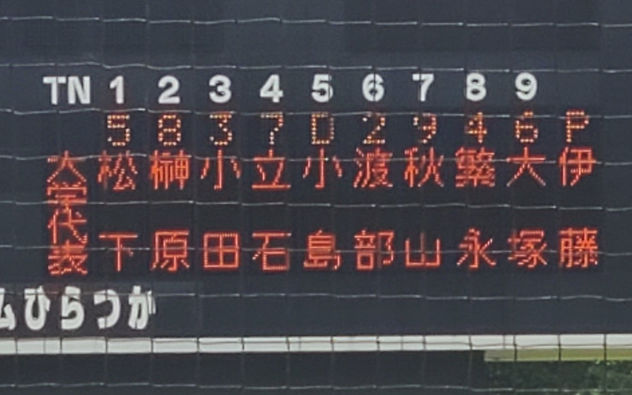 TN 1 2 3 4 5 6 7 8 9
5 8 3 7 D 2 9 4 6 P
大学代表
松下
榊原
小田
立石
小島
渡部
秋山
繁永
大塚
伊藤
ムひらつか